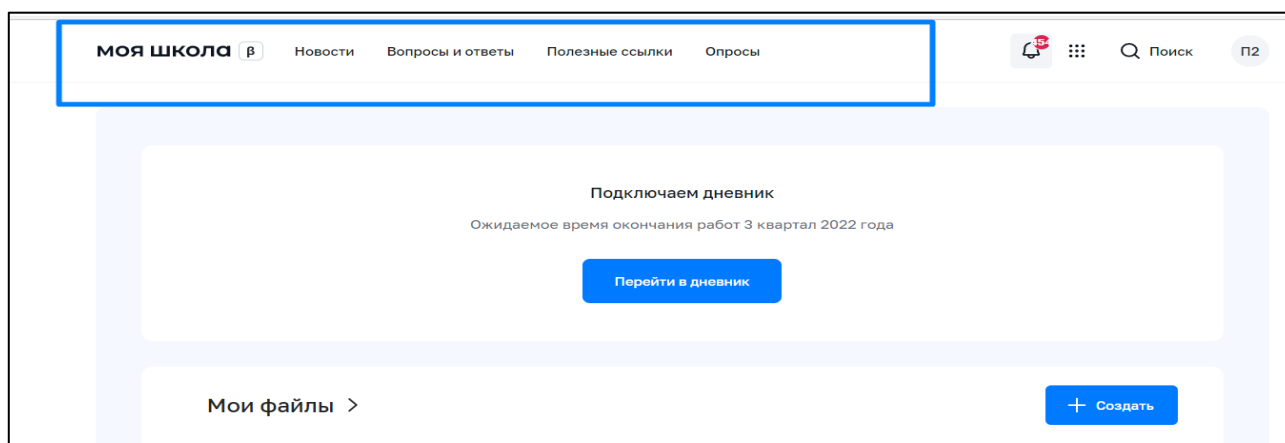 моя школа β Новости Вопросы и ответы Полезные ссылки Опросы Поиск П2
Подключаем дневник
Ожидаемое время окончания работ 3 квартал 2022 года
Перейти в дневник
Мои файлы > + Создать